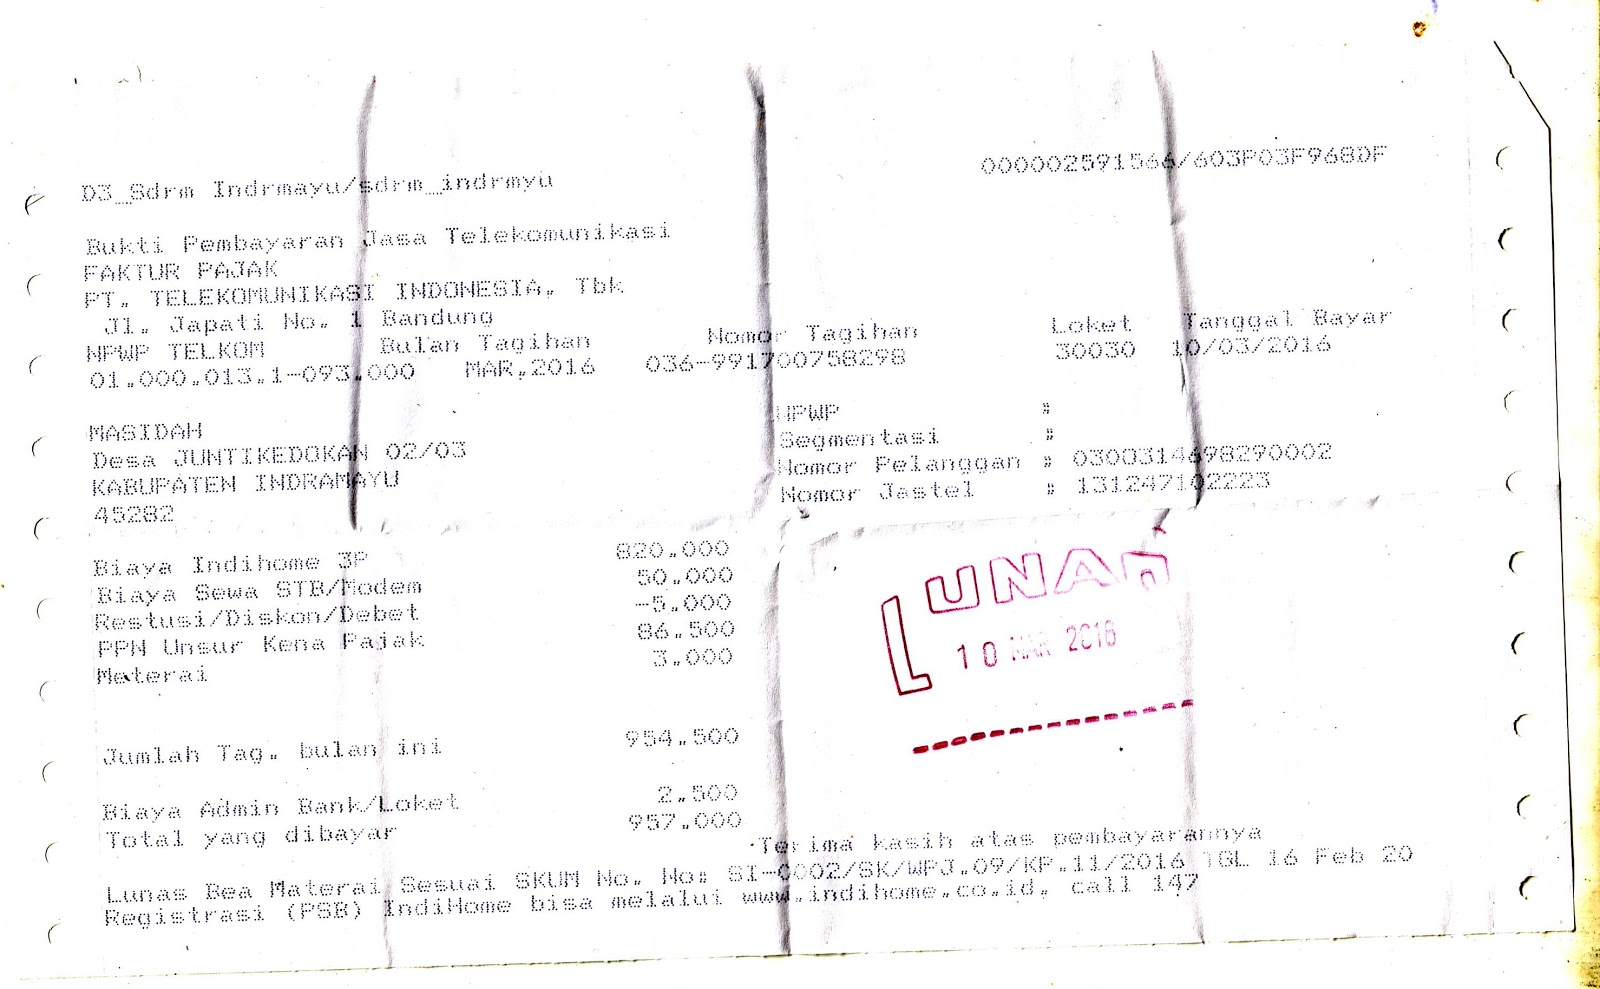 000002591566/603P03F968DF
D3_Sdrm Indrmayu/sdrm_indrmyu
Bukti Pembayaran Jasa Telekomunikasi
FAKTUR PAJAK
PT. TELEKOMUNIKASI INDONESIA, Tbk
Jl. Japati No. 1 Bandung
NPWP TELKOM Bulan Tagihan Nomor Tagihan Loket Tanggal Bayar
01.000.013.1-093.000 MAR,2016 036-991700758298 30030 10/03/2016
MASIDAH NPWP :
Desa JUNTIKEDOKAN 02/03 Segmentasi :
KABUPATEN INDRAMAYU Nomor Pelanggan : 0300314698290002
45282 Nomor Jastel : 131247102223
Biaya Indihome 3P 820.000
Biaya Sewa STB/Modem 50.000
Restusi/Diskon/Debet -5.000
PPN Unsur Kena Pajak 86.500
Materai 3.000
LUNAS
10 MAR 2016
Jumlah Tag. bulan ini 954.500
Biaya Admin Bank/Loket 2.500
Total yang dibayar 957.000
Terima kasih atas pembayarannya
Lunas Bea Materai Sesuai SKUM No. No: SI-0002/SK/WPJ.09/KP.11/2016 TGL 16 Feb 20
Registrasi (PSB) IndiHome bisa melalui www.indihome.co.id, call 147